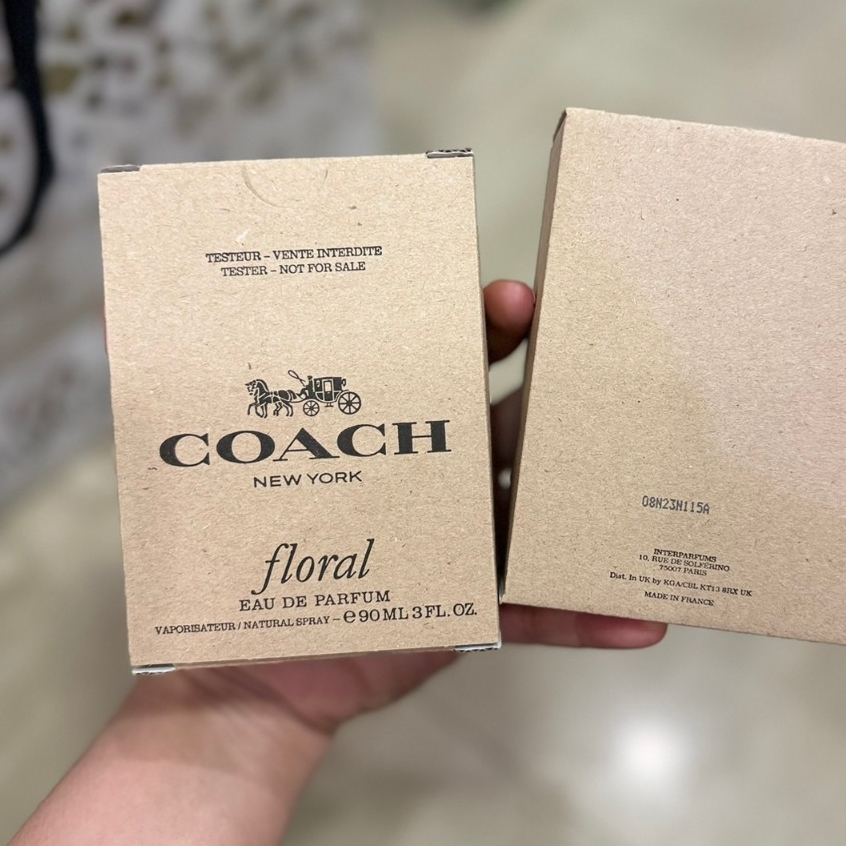 TESTEUR – VENTE INTERDITE
TESTER – NOT FOR SALE
COACH
NEW YORK
floral
EAU DE PARFUM
VAPORISATEUR / NATURAL SPRAY – ℮ 90 ML 3 FL. OZ.
08N23N115A
INTERPARFUMS
10, RUE DE SOLFÉRINO
75007 PARIS
Dist. In UK by KGA/CBL KT13 8RX UK
MADE IN FRANCE